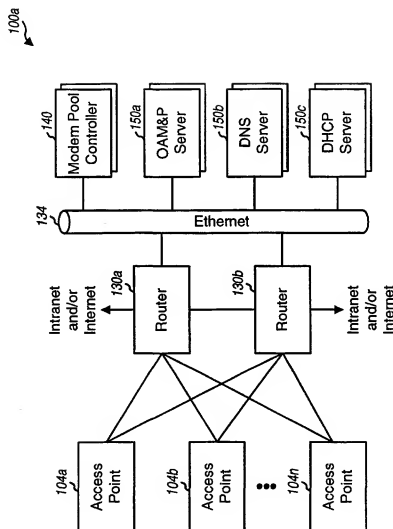 100a
140
Modem Pool
Controller
150a
OAM&P
Server
150b
DNS
Server
150c
DHCP
Server
134
Ethernet
Intranet
and/or
Internet
130a
Router
130b
Router
Intranet
and/or
Internet
104a
Access
Point
104b
Access
Point
104n
Access
Point